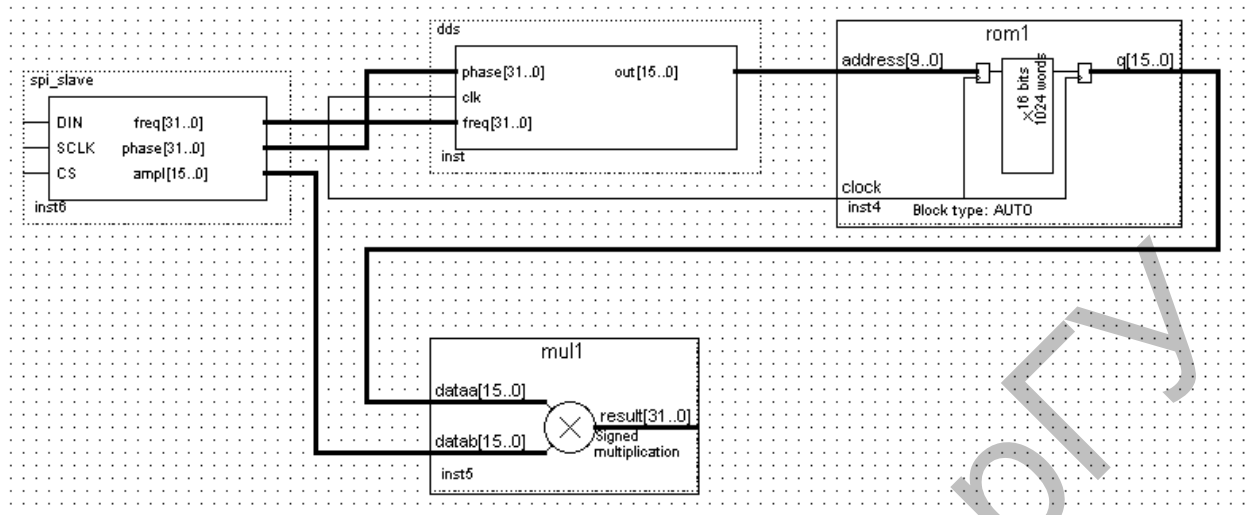 spi_slave
DIN freq[31..0]
SCLK phase[31..0]
CS ampl[15..0]
inst6
dds
phase[31..0] out[15..0]
clk
freq[31..0]
inst
rom1
address[9..0] q[15..0]
16 bits
1024 words
clock
inst4 Block type: AUTO
mul1
dataa[15..0]
result[31..0]
Signed
multiplication
datab[15..0]
inst5
рГУ